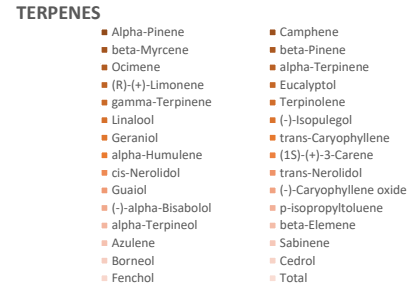 TERPENES
Alpha-Pinene Camphene
beta-Myrcene beta-Pinene
Ocimene alpha-Terpinene
(R)-(+)-Limonene Eucalyptol
gamma-Terpinene Terpinolene
Linalool (-)-Isopulegol
Geraniol trans-Caryophyllene
alpha-Humulene (1S)-(+)-3-Carene
cis-Nerolidol trans-Nerolidol
Guaiol (-)-Caryophyllene oxide
(-)-alpha-Bisabolol p-isopropyltoluene
alpha-Terpineol beta-Elemene
Azulene Sabinene
Borneol Cedrol
Fenchol Total